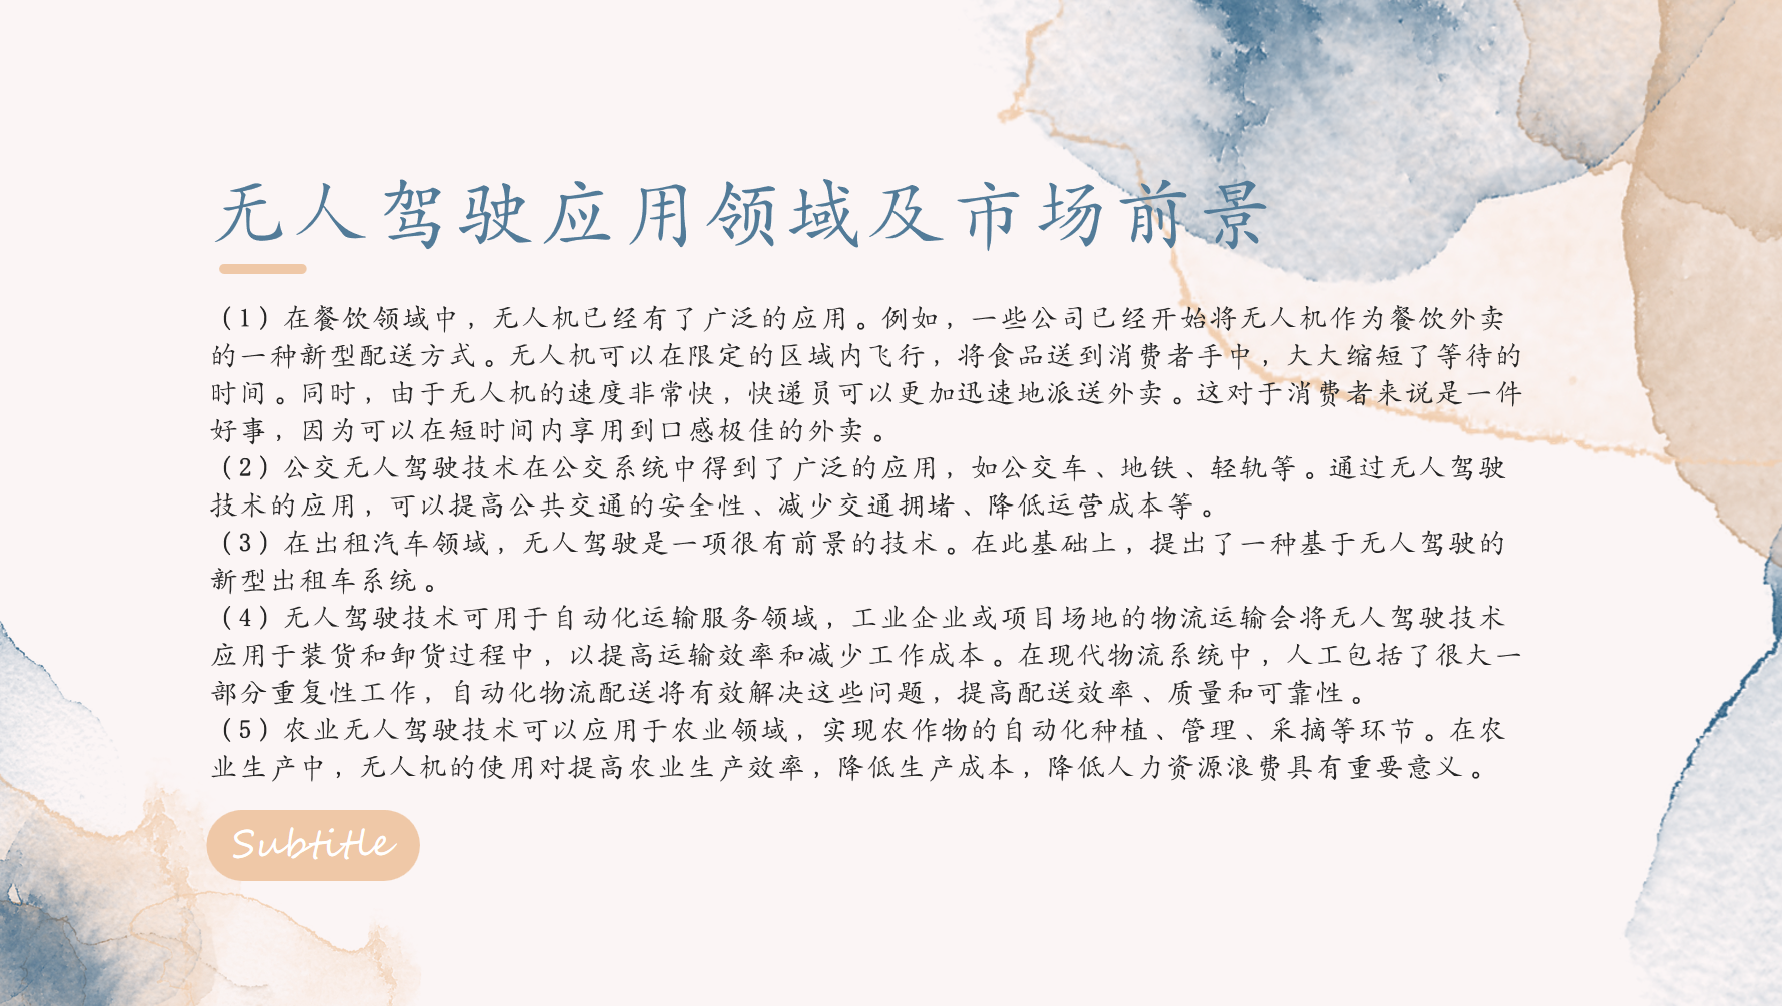 无人驾驶应用领域及市场前景
（1）在餐饮领域中，无人机已经有了广泛的应用。例如，一些公司已经开始将无人机作为餐饮外卖
的一种新型配送方式。无人机可以在限定的区域内飞行，将食品送到消费者手中，大大缩短了等待的
时间。同时，由于无人机的速度非常快，快递员可以更加迅速地派送外卖。这对于消费者来说是一件
好事，因为可以在短时间内享用到口感极佳的外卖。
（2）公交无人驾驶技术在公交系统中得到了广泛的应用，如公交车、地铁、轻轨等。通过无人驾驶
技术的应用，可以提高公共交通的安全性、减少交通拥堵、降低运营成本等。
（3）在出租汽车领域，无人驾驶是一项很有前景的技术。在此基础上，提出了一种基于无人驾驶的
新型出租车系统。
（4）无人驾驶技术可用于自动化运输服务领域，工业企业或项目场地的物流运输会将无人驾驶技术
应用于装货和卸货过程中，以提高运输效率和减少工作成本。在现代物流系统中，人工包括了很大一
部分重复性工作，自动化物流配送将有效解决这些问题，提高配送效率、质量和可靠性。
（5）农业无人驾驶技术可以应用于农业领域，实现农作物的自动化种植、管理、采摘等环节。在农
业生产中，无人机的使用对提高农业生产效率，降低生产成本，降低人力资源浪费具有重要意义。
Subtitle